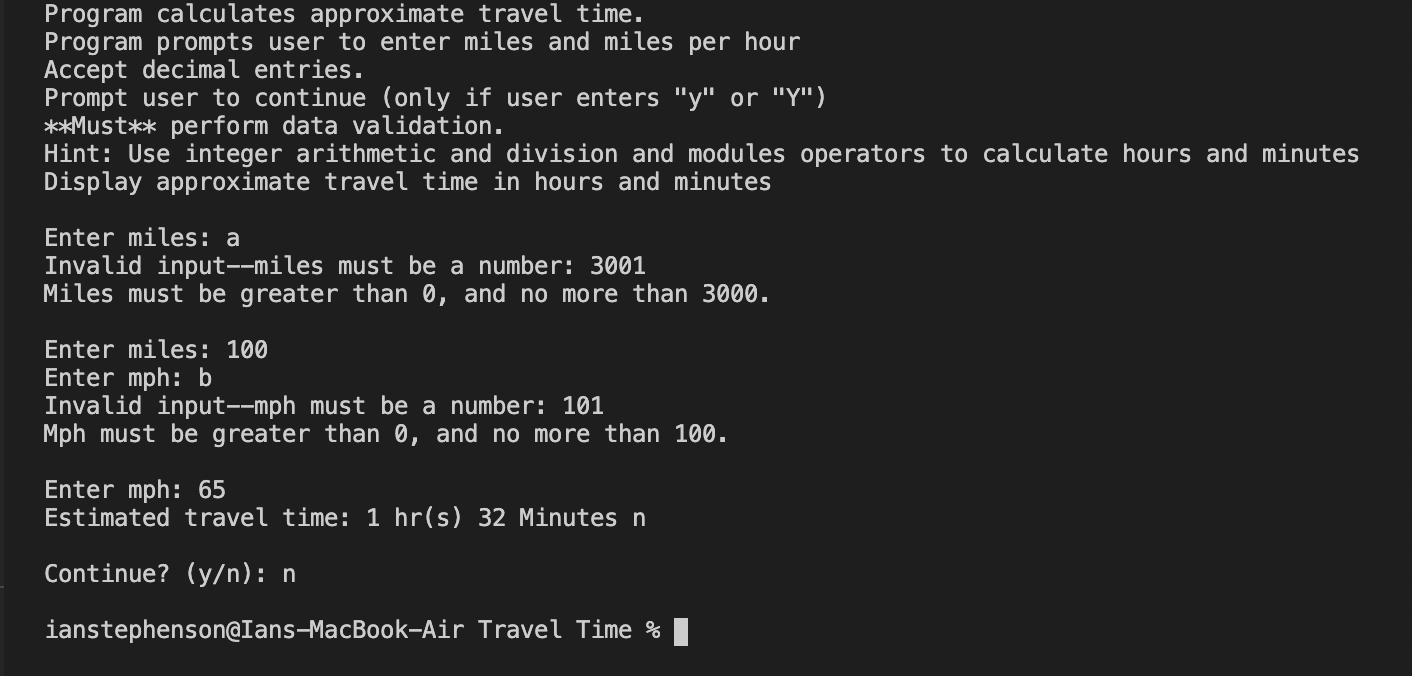 Program calculates approximate travel time.
Program prompts user to enter miles and miles per hour
Accept decimal entries.
Prompt user to continue (only if user enters "y" or "Y")
**Must** perform data validation.
Hint: Use integer arithmetic and division and modules operators to calculate hours and minutes
Display approximate travel time in hours and minutes
Enter miles: a
Invalid input--miles must be a number: 3001
Miles must be greater than 0, and no more than 3000.
Enter miles: 100
Enter mph: b
Invalid input--mph must be a number: 101
Mph must be greater than 0, and no more than 100.
Enter mph: 65
Estimated travel time: 1 hr(s) 32 Minutes n
Continue? (y/n): n
ianstephenson@Ians-MacBook-Air Travel Time %